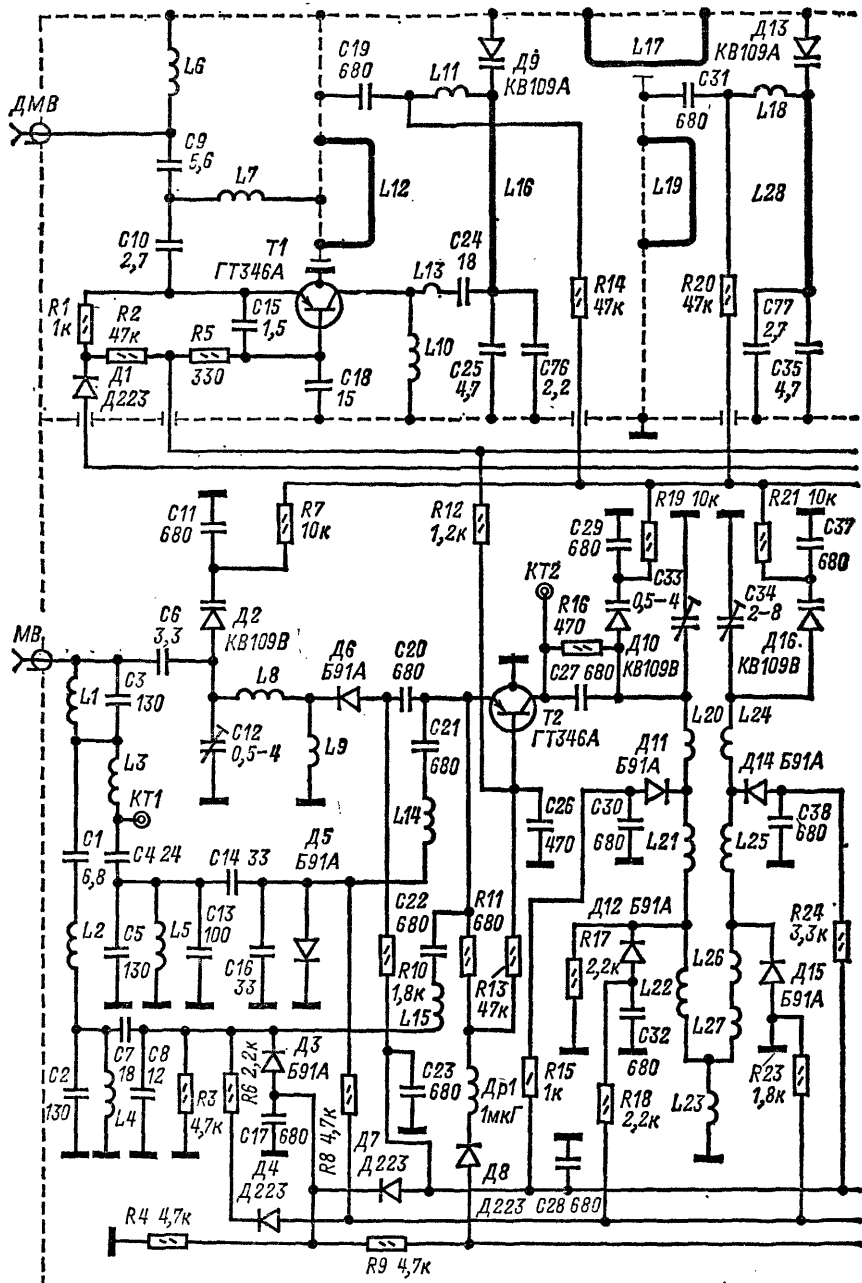 L6
ДМВ
C9
5,6
L7
C10
2,7
R1
1к
R2
47к
R5
330
C15
1,5
Д1
Д223
T1
ГТ346А
C18
15
C19
680
L11
Д9
КВ109А
L12
L16
L13
C24
18
L10
C25
4,7
C76
2,2
R14
47к
L17
C31
680
L18
Д13
КВ109А
L19
L28
R20
47к
C77
2,7
C35
4,7
C11
680
R7
10к
R12
1,2к
КТ2
C29
680
R19 10к
R21 10к
C37
680
МВ
C6
3,3
Д2
КВ109В
C3
130
L1
L3
КТ1
C12
0,5-4
L8
L9
Д6
Б91А
C20
680
C21
680
L14
T2
ГТ346А
R16
470
C27 680
C33
0,5-4
Д10
КВ109В
C34
2-8
Д16
КВ109В
L20
L24
Д11
Б91А
Д14 Б91А
C30
680
L21
L25
C38
680
C26
470
C1
6,8
C4 24
C14 33
Д5
Б91А
L2
C5
130
L5
C13
100
C16
33
C22
680
R10
1,8к
R11
680
L15
R13
47к
Д12 Б91А
R17
2,2к
L22
C32
680
L26
L27
Д15
Б91А
R24
3,3к
R23
1,8к
L23
C2
130
L4
C7
18
C8
12
R3
4,7к
R6 2,2к
Д3
Б91А
C17 680
R8 4,7к
C23
680
Др1
1мкГ
R15
1к
R18
2,2к
Д4
Д223
Д7
Д223
Д8
Д223
C28 680
R4 4,7к
R9 4,7к